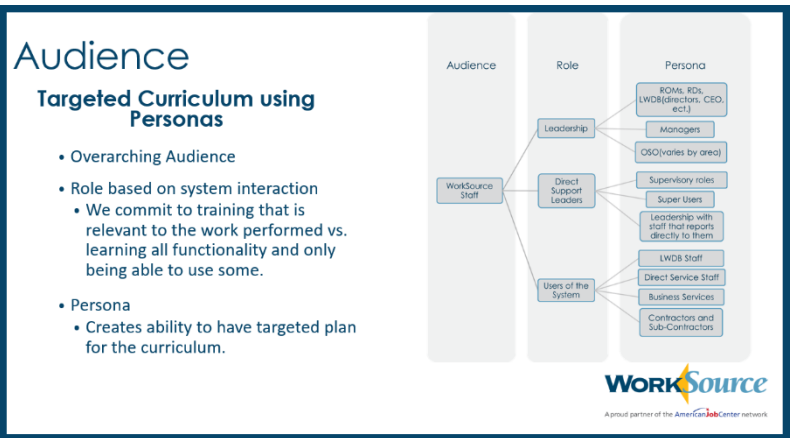 Audience
Targeted Curriculum using
Personas
• Overarching Audience
• Role based on system interaction
• We commit to training that is
relevant to the work performed vs.
learning all functionality and only
being able to use some.
• Persona
• Creates ability to have targeted plan
for the curriculum.
Audience
Role
Persona
WorkSource
Staff
Leadership
ROMs, RDs,
LWDB(directors, CEO,
ect.)
Managers
OSO(varies by area)
Direct
Support
Leaders
Supervisory roles
Super Users
Leadership with
staff that reports
directly to them
Users of the
System
LWDB Staff
Direct Service Staff
Business Services
Contractors and
Sub-Contractors
WorkSource
A proud partner of the AmericanJobCenter network